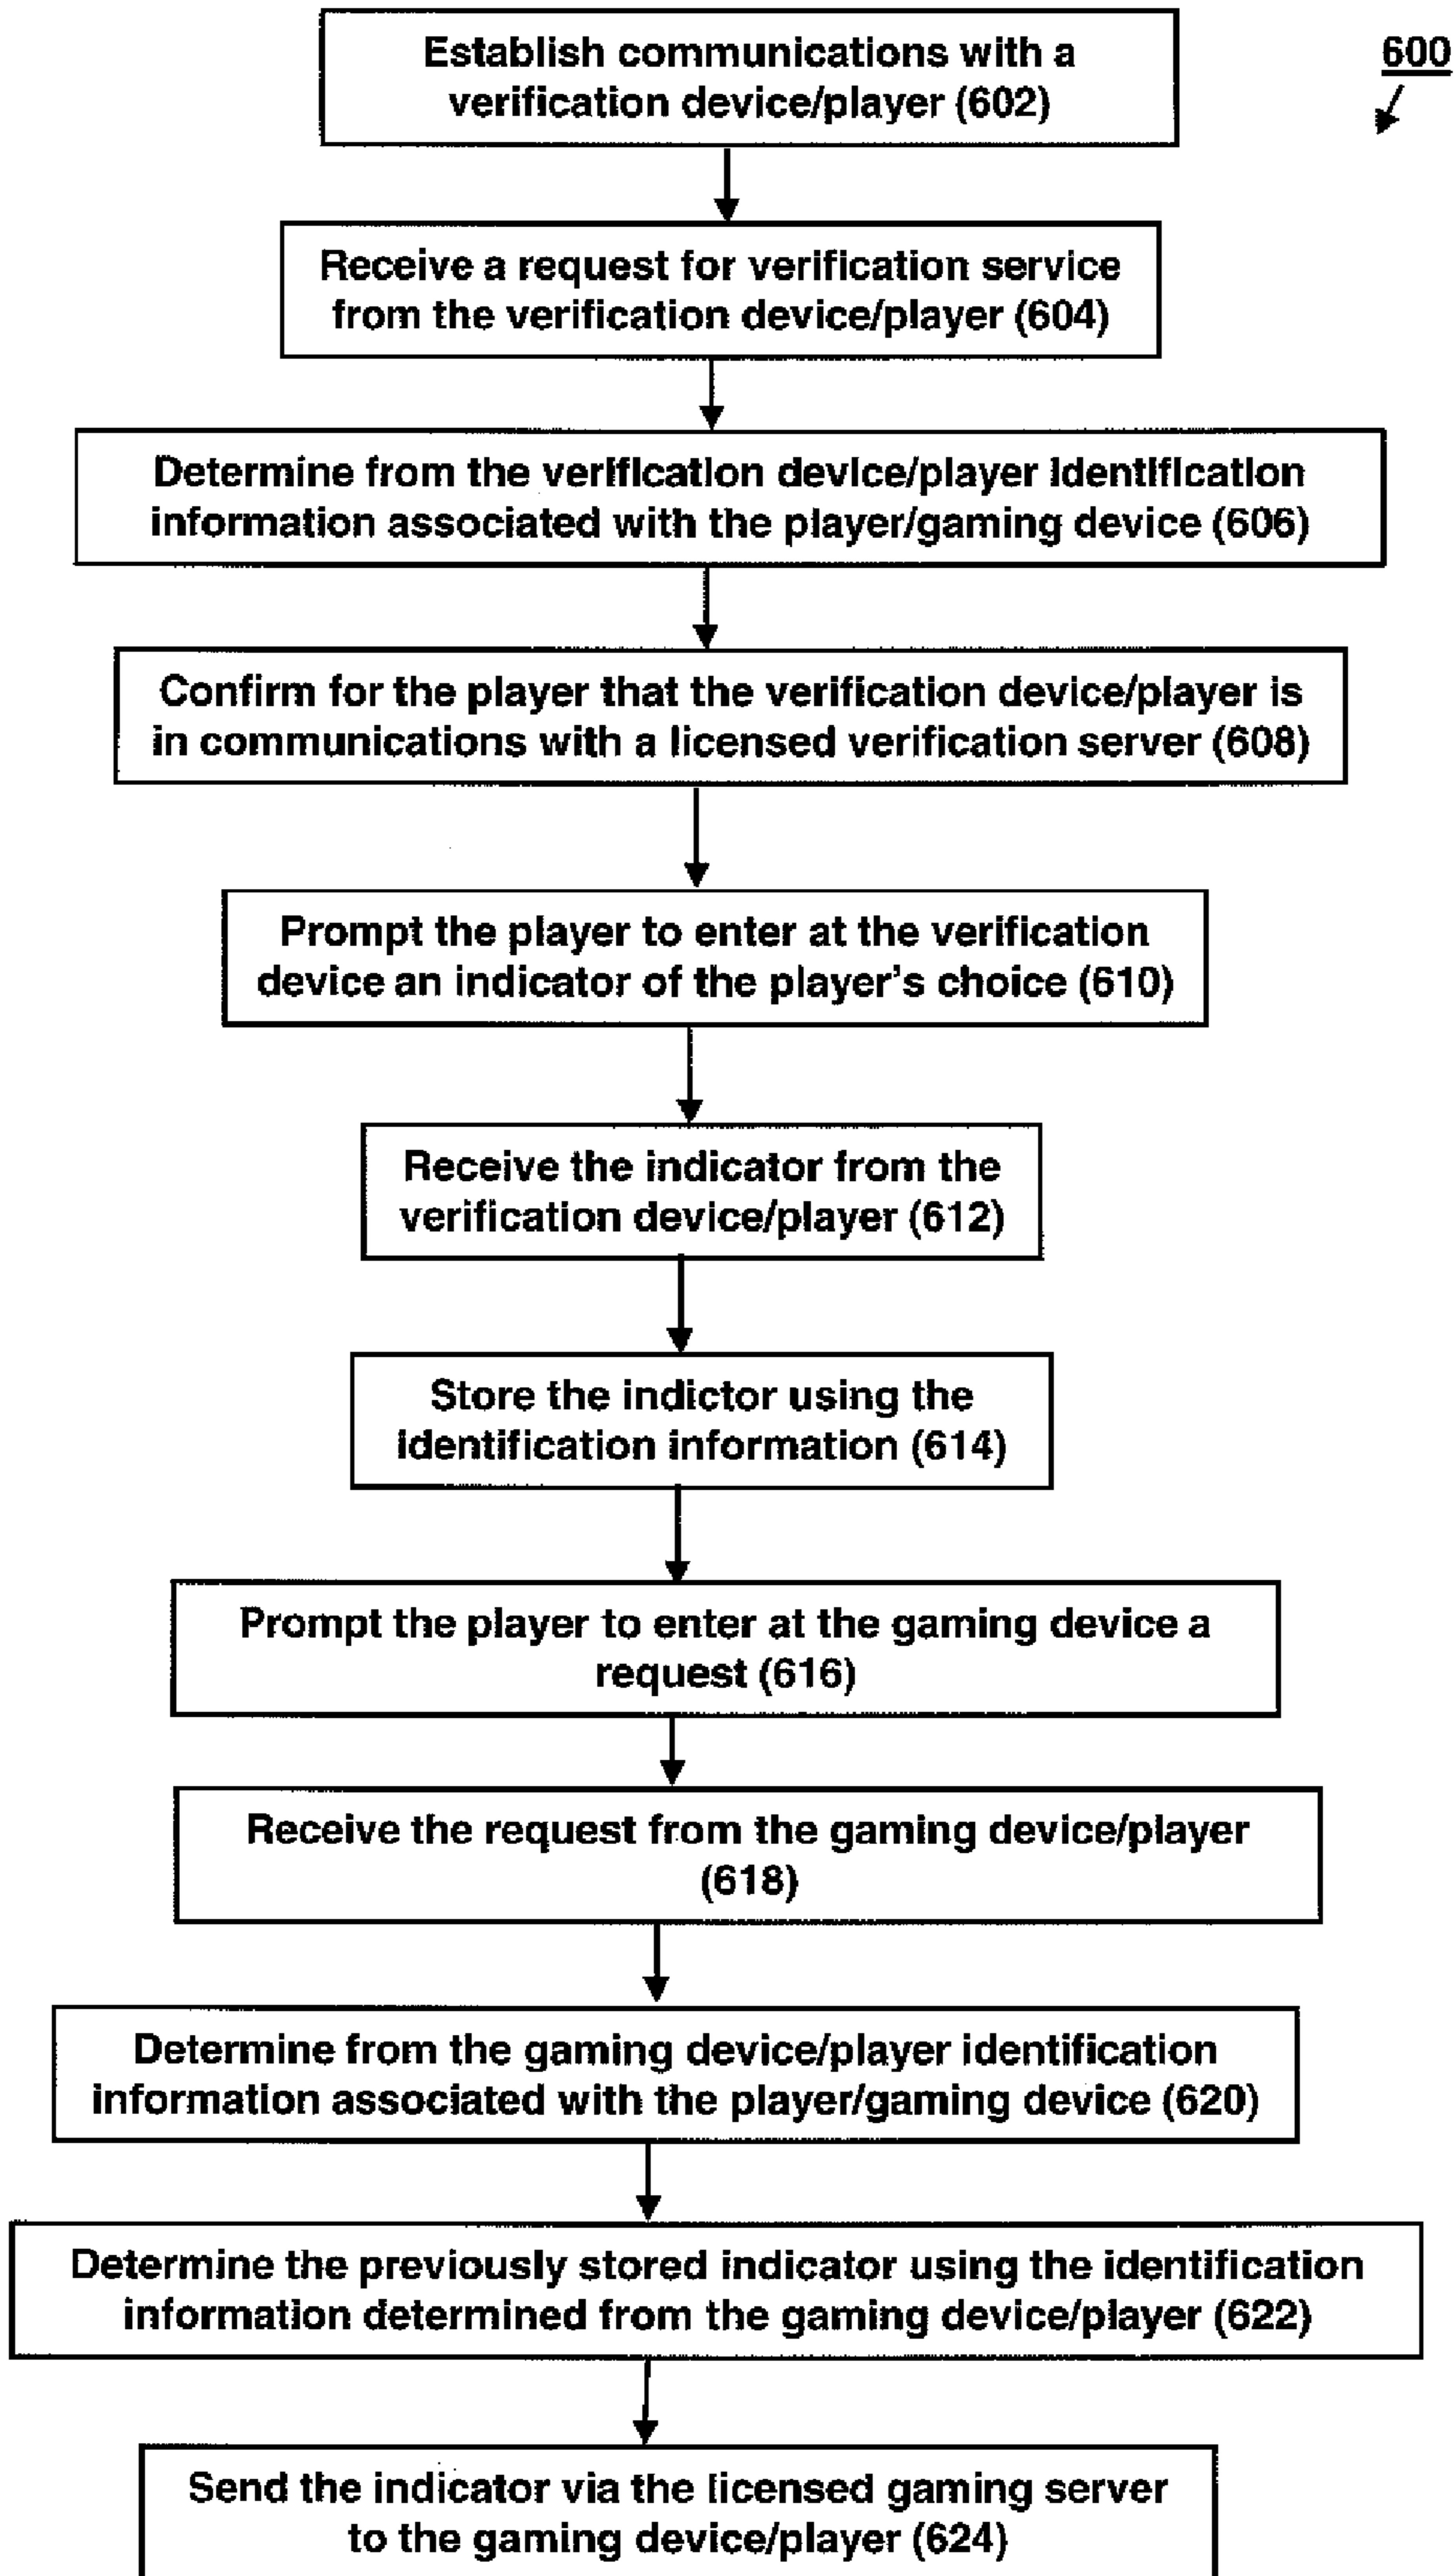 Establish communications with a
verification device/player (602)
600
Receive a request for verification service
from the verification device/player (604)
Determine from the verification device/player identification
information associated with the player/gaming device (606)
Confirm for the player that the verification device/player is
in communications with a licensed verification server (608)
Prompt the player to enter at the verification
device an indicator of the player's choice (610)
Receive the indicator from the
verification device/player (612)
Store the indictor using the
identification information (614)
Prompt the player to enter at the gaming device a
request (616)
Receive the request from the gaming device/player
(618)
Determine from the gaming device/player identification
information associated with the player/gaming device (620)
Determine the previously stored indicator using the identification
information determined from the gaming device/player (622)
Send the indicator via the licensed gaming server
to the gaming device/player (624)